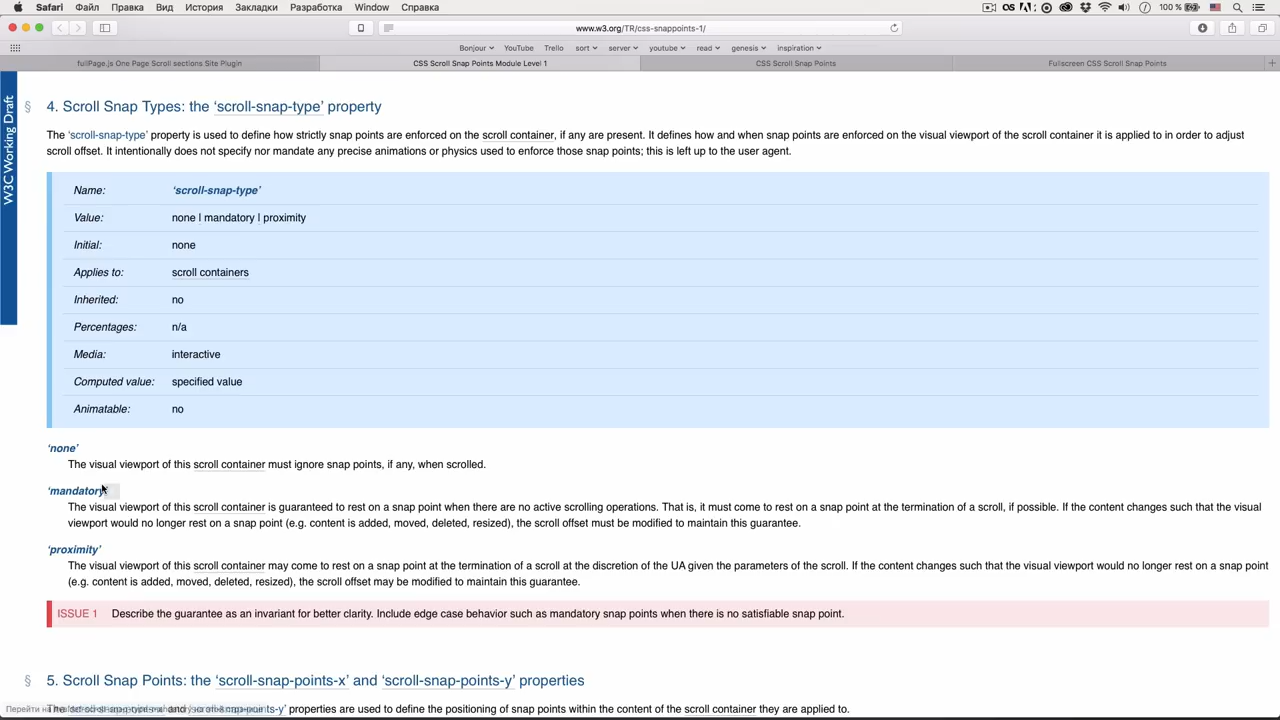 Safari Файл Правка Вид История Закладки Разработка Window Справка 100 %
www.w3.org/TR/css-snappoints-1/
Bonjour YouTube Trello sort server youtube read genesis inspiration
fullPage.js One Page Scroll sections Site Plugin CSS Scroll Snap Points Module Level 1 CSS Scroll Snap Points Fullscreen CSS Scroll Snap Points
W3C Working Draft
§ 4. Scroll Snap Types: the ‘scroll-snap-type’ property
The ‘scroll-snap-type’ property is used to define how strictly snap points are enforced on the scroll container, if any are present. It defines how and when snap points are enforced on the visual viewport of the scroll container it is applied to in order to adjust
scroll offset. It intentionally does not specify nor mandate any precise animations or physics used to enforce those snap points; this is left up to the user agent.
Name: ‘scroll-snap-type’
Value: none | mandatory | proximity
Initial: none
Applies to: scroll containers
Inherited: no
Percentages: n/a
Media: interactive
Computed value: specified value
Animatable: no
‘none’
The visual viewport of this scroll container must ignore snap points, if any, when scrolled.
‘mandatory
The visual viewport of this scroll container is guaranteed to rest on a snap point when there are no active scrolling operations. That is, it must come to rest on a snap point at the termination of a scroll, if possible. If the content changes such that the visual
viewport would no longer rest on a snap point (e.g. content is added, moved, deleted, resized), the scroll offset must be modified to maintain this guarantee.
‘proximity’
The visual viewport of this scroll container may come to rest on a snap point at the termination of a scroll at the discretion of the UA given the parameters of the scroll. If the content changes such that the visual viewport would no longer rest on a snap point
(e.g. content is added, moved, deleted, resized), the scroll offset may be modified to maintain this guarantee.
ISSUE 1 Describe the guarantee as an invariant for better clarity. Include edge case behavior such as mandatory snap points when there is no satisfiable snap point.
§ 5. Scroll Snap Points: the ‘scroll-snap-points-x’ and ‘scroll-snap-points-y’ properties
properties are used to define the positioning of snap points within the content of the scroll container they are applied to.